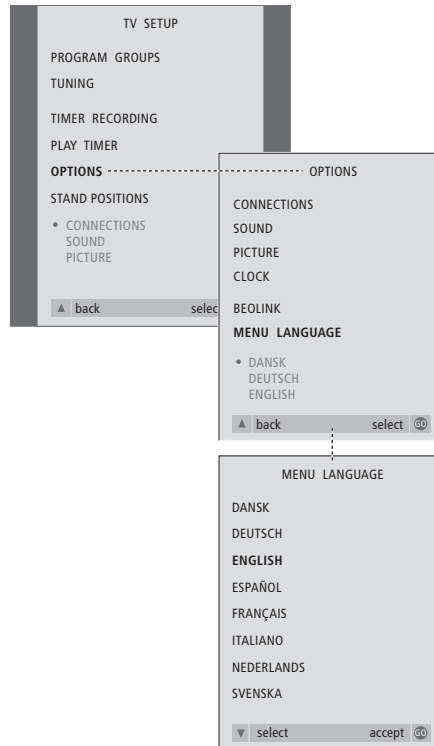 TV SETUP
PROGRAM GROUPS
TUNING
TIMER RECORDING
PLAY TIMER
OPTIONS
STAND POSITIONS
• CONNECTIONS
SOUND
PICTURE
▲ back selec
OPTIONS
CONNECTIONS
SOUND
PICTURE
CLOCK
BEOLINK
MENU LANGUAGE
• DANSK
DEUTSCH
ENGLISH
▲ back select GO
MENU LANGUAGE
DANSK
DEUTSCH
ENGLISH
ESPAÑOL
FRANÇAIS
ITALIANO
NEDERLANDS
SVENSKA
▼ select accept GO